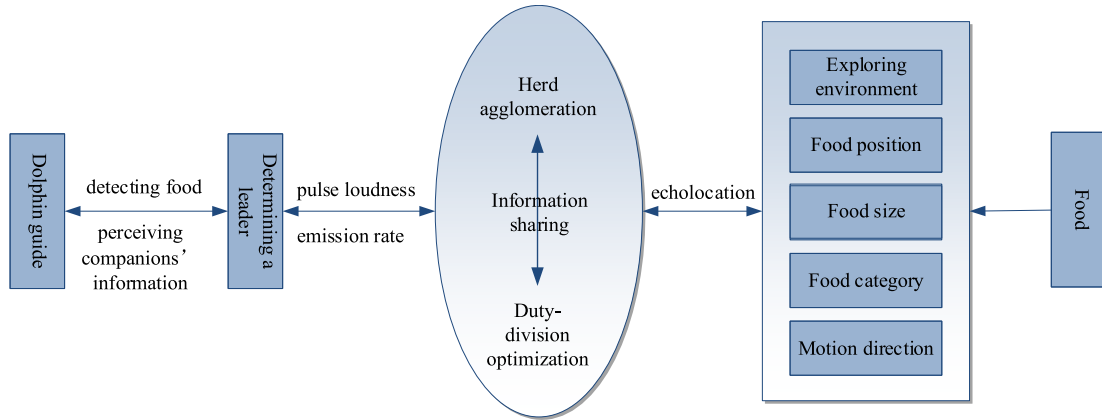 Dolphin guide
detecting food
perceiving
companions’
information
Determining a
leader
pulse loudness
emission rate
Herd
agglomeration
Information
sharing
Duty-
division
optimization
echolocation
Exploring
environment
Food position
Food size
Food category
Motion direction
Food